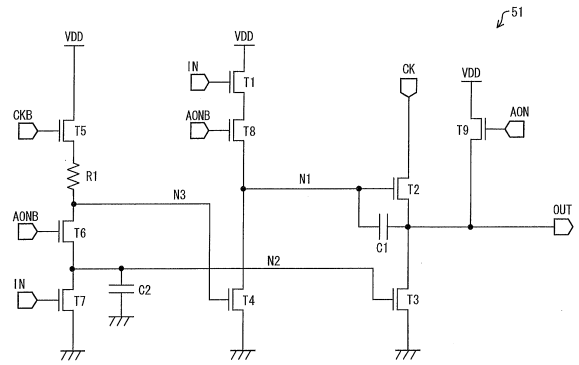 51
VDD
VDD
IN
CK
VDD
T1
CKB
AONB
AON
T5
T8
T9
R1
N1
T2
N3
OUT
AONB
C1
T6
N2
IN
C2
T7
T4
T3